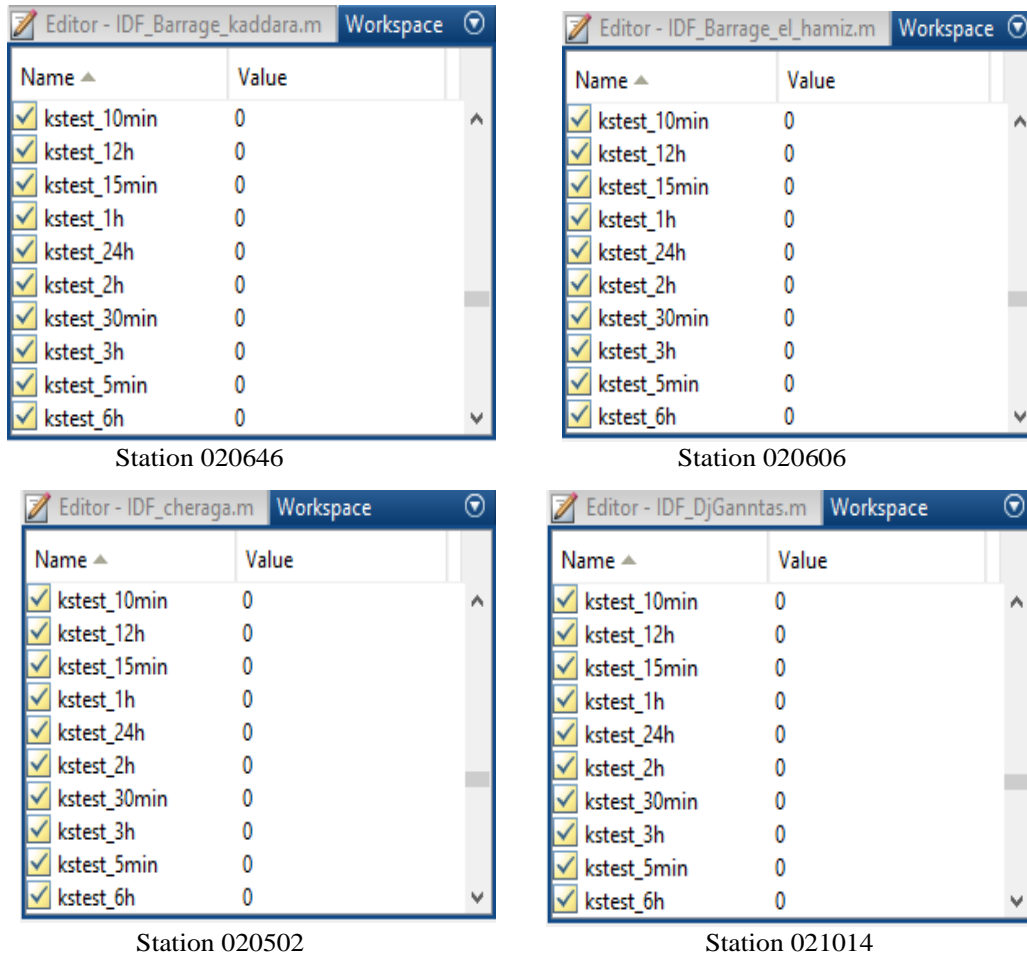 Editor - IDF_Barrage_kaddara.m Workspace
Name Value
kstest_10min 0
kstest_12h 0
kstest_15min 0
kstest_1h 0
kstest_24h 0
kstest_2h 0
kstest_30min 0
kstest_3h 0
kstest_5min 0
kstest_6h 0
Station 020646
Editor - IDF_Barrage_el_hamiz.m Workspace
Name Value
kstest_10min 0
kstest_12h 0
kstest_15min 0
kstest_1h 0
kstest_24h 0
kstest_2h 0
kstest_30min 0
kstest_3h 0
kstest_5min 0
kstest_6h 0
Station 020606
Editor - IDF_cheraga.m Workspace
Name Value
kstest_10min 0
kstest_12h 0
kstest_15min 0
kstest_1h 0
kstest_24h 0
kstest_2h 0
kstest_30min 0
kstest_3h 0
kstest_5min 0
kstest_6h 0
Station 020502
Editor - IDF_DjGanntas.m Workspace
Name Value
kstest_10min 0
kstest_12h 0
kstest_15min 0
kstest_1h 0
kstest_24h 0
kstest_2h 0
kstest_30min 0
kstest_3h 0
kstest_5min 0
kstest_6h 0
Station 021014